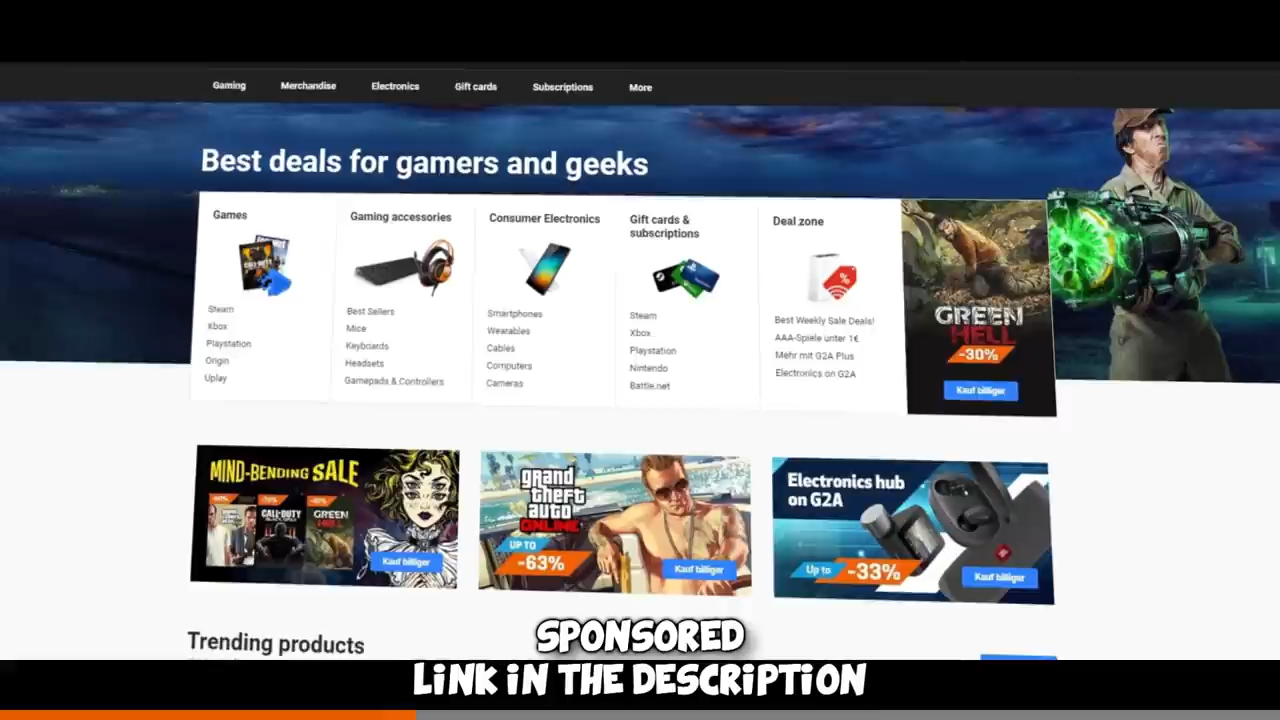 Gaming Merchandise Electronics Gift cards Subscriptions More
Best deals for gamers and geeks
Games
Steam
Xbox
Playstation
Origin
Uplay
Gaming accessories
Best Sellers
Mice
Keyboards
Headsets
Gamepads & Controllers
Consumer Electronics
Smartphones
Wearables
Cables
Computers
Cameras
Gift cards &
subscriptions
Steam
Xbox
Playstation
Nintendo
Battle.net
Deal zone
%
Best Weekly Sale Deals!
AAA-Spiele unter 1€
Mehr mit G2A Plus
Electronics on G2A
GREEN
HELL
-30%
Kauf billiger
MIND-BENDING SALE
CALL OF DUTY
GREEN
HELL
Kauf billiger
grand
theft
auto
ONLINE
UP TO
-63%
Kauf billiger
Electronics hub
on G2A
Up to -33%
Kauf billiger
Trending products
SPONSORED
LINK IN THE DESCRIPTION